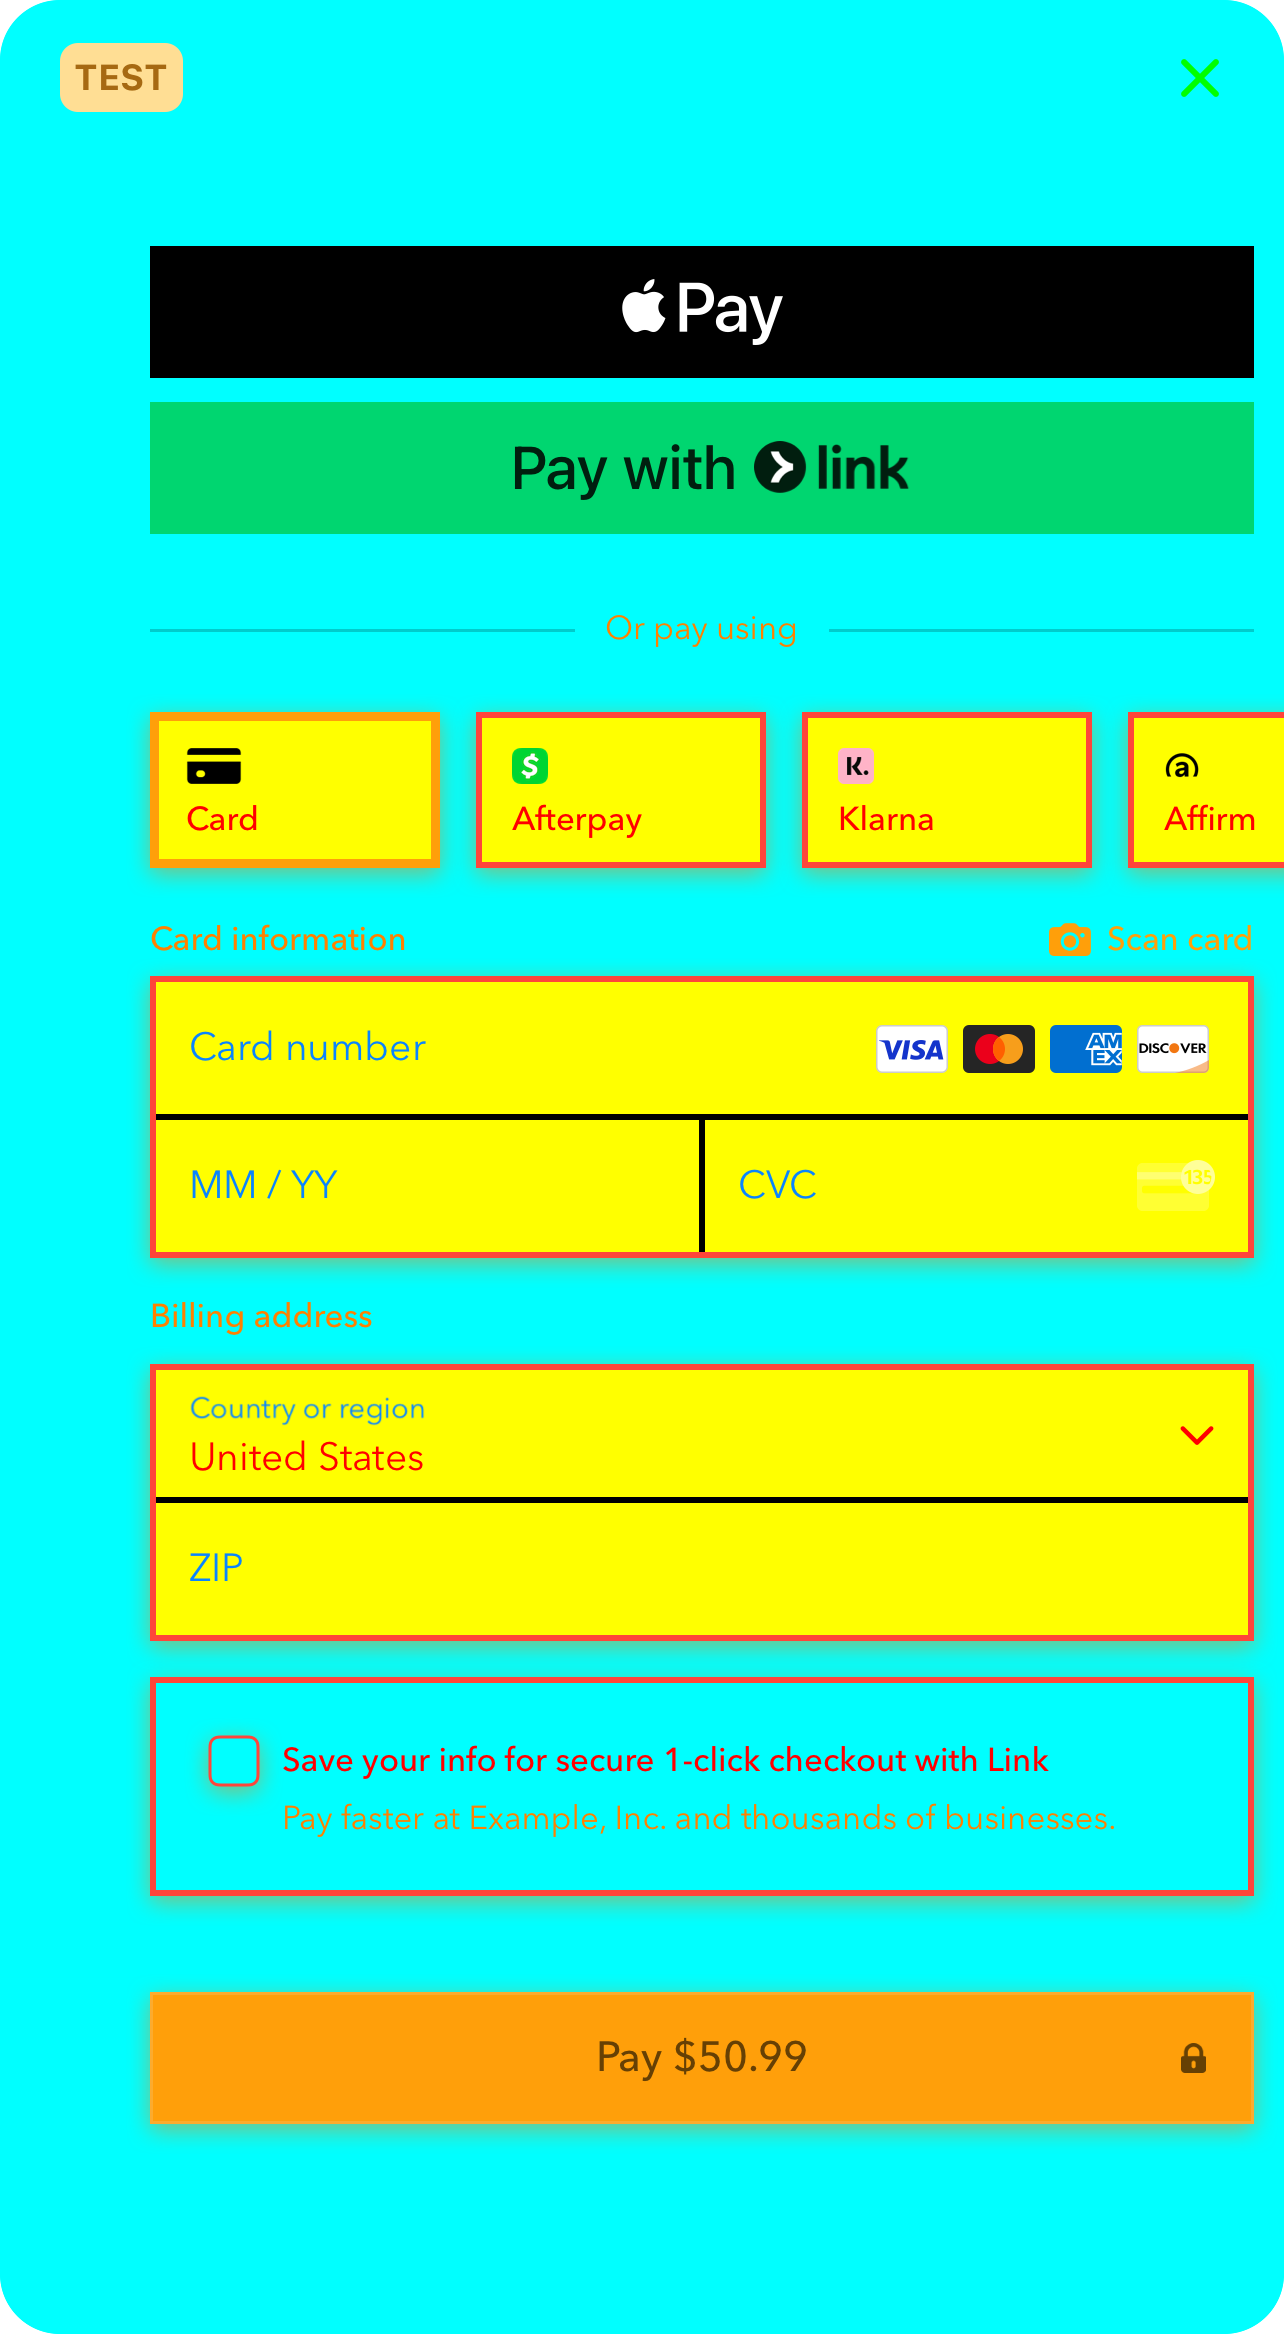 TEST
Pay
Pay with link
Or pay using
Card
Afterpay
Klarna
Affirm
Card information
Scan card
Card number
VISA
AM
EX
DISCOVER
MM / YY
CVC
135
Billing address
Country or region
United States
ZIP
Save your info for secure 1-click checkout with Link
Pay faster at Example, Inc. and thousands of businesses.
Pay $50.99